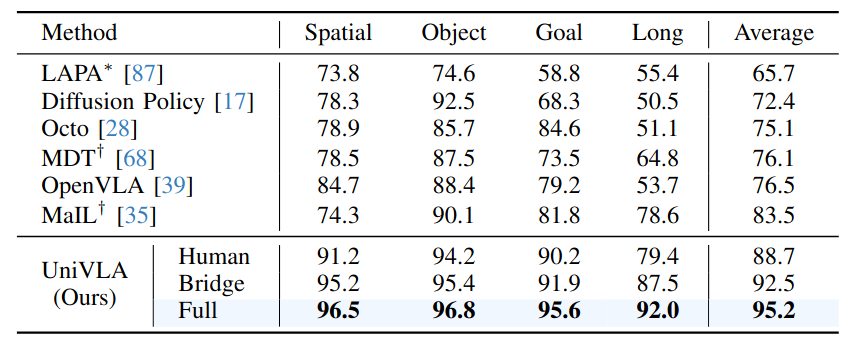 Method Spatial Object Goal Long Average
LAPA* [87] 73.8 74.6 58.8 55.4 65.7
Diffusion Policy [17] 78.3 92.5 68.3 50.5 72.4
Octo [28] 78.9 85.7 84.6 51.1 75.1
MDT† [68] 78.5 87.5 73.5 64.8 76.1
OpenVLA [39] 84.7 88.4 79.2 53.7 76.5
MaIL† [35] 74.3 90.1 81.8 78.6 83.5
UniVLA (Ours)
Human 91.2 94.2 90.2 79.4 88.7
Bridge 95.2 95.4 91.9 87.5 92.5
Full 96.5 96.8 95.6 92.0 95.2